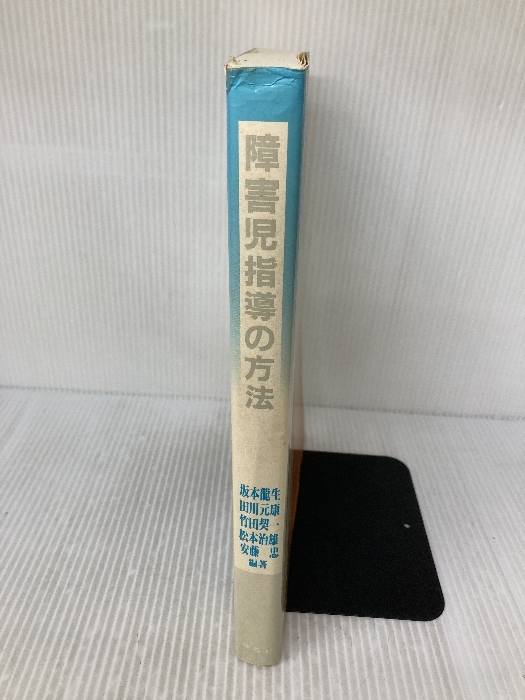 障害児指導の方法
坂本龍生
田川元康
竹田契一
松本治雄
安藤 忠
編著